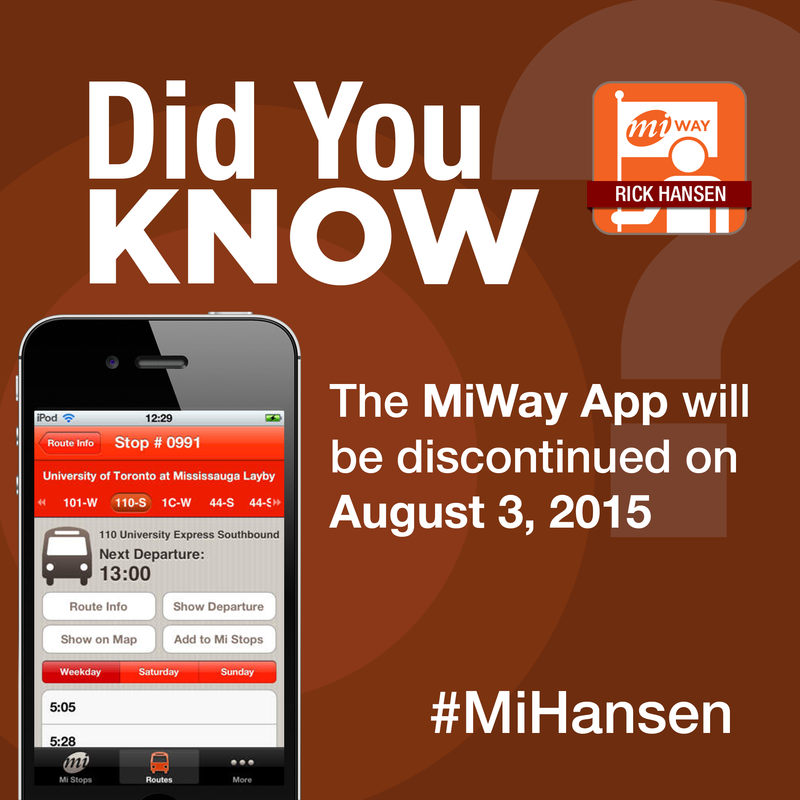 Did You
KNOW
mi WAY
RICK HANSEN
The MiWay App will
be discontinued on
August 3, 2015
iPod 12:29
Route Info Stop # 0991
University of Toronto at Mississauga Layby
101-W 110-S 1C-W 44-S 44-S
110 University Express Southbound
Next Departure:
13:00
Route Info Show Departure
Show on Map Add to Mi Stops
Weekday Saturday Sunday
5:05
5:28
mi
Mi Stops Routes More
#MiHansen